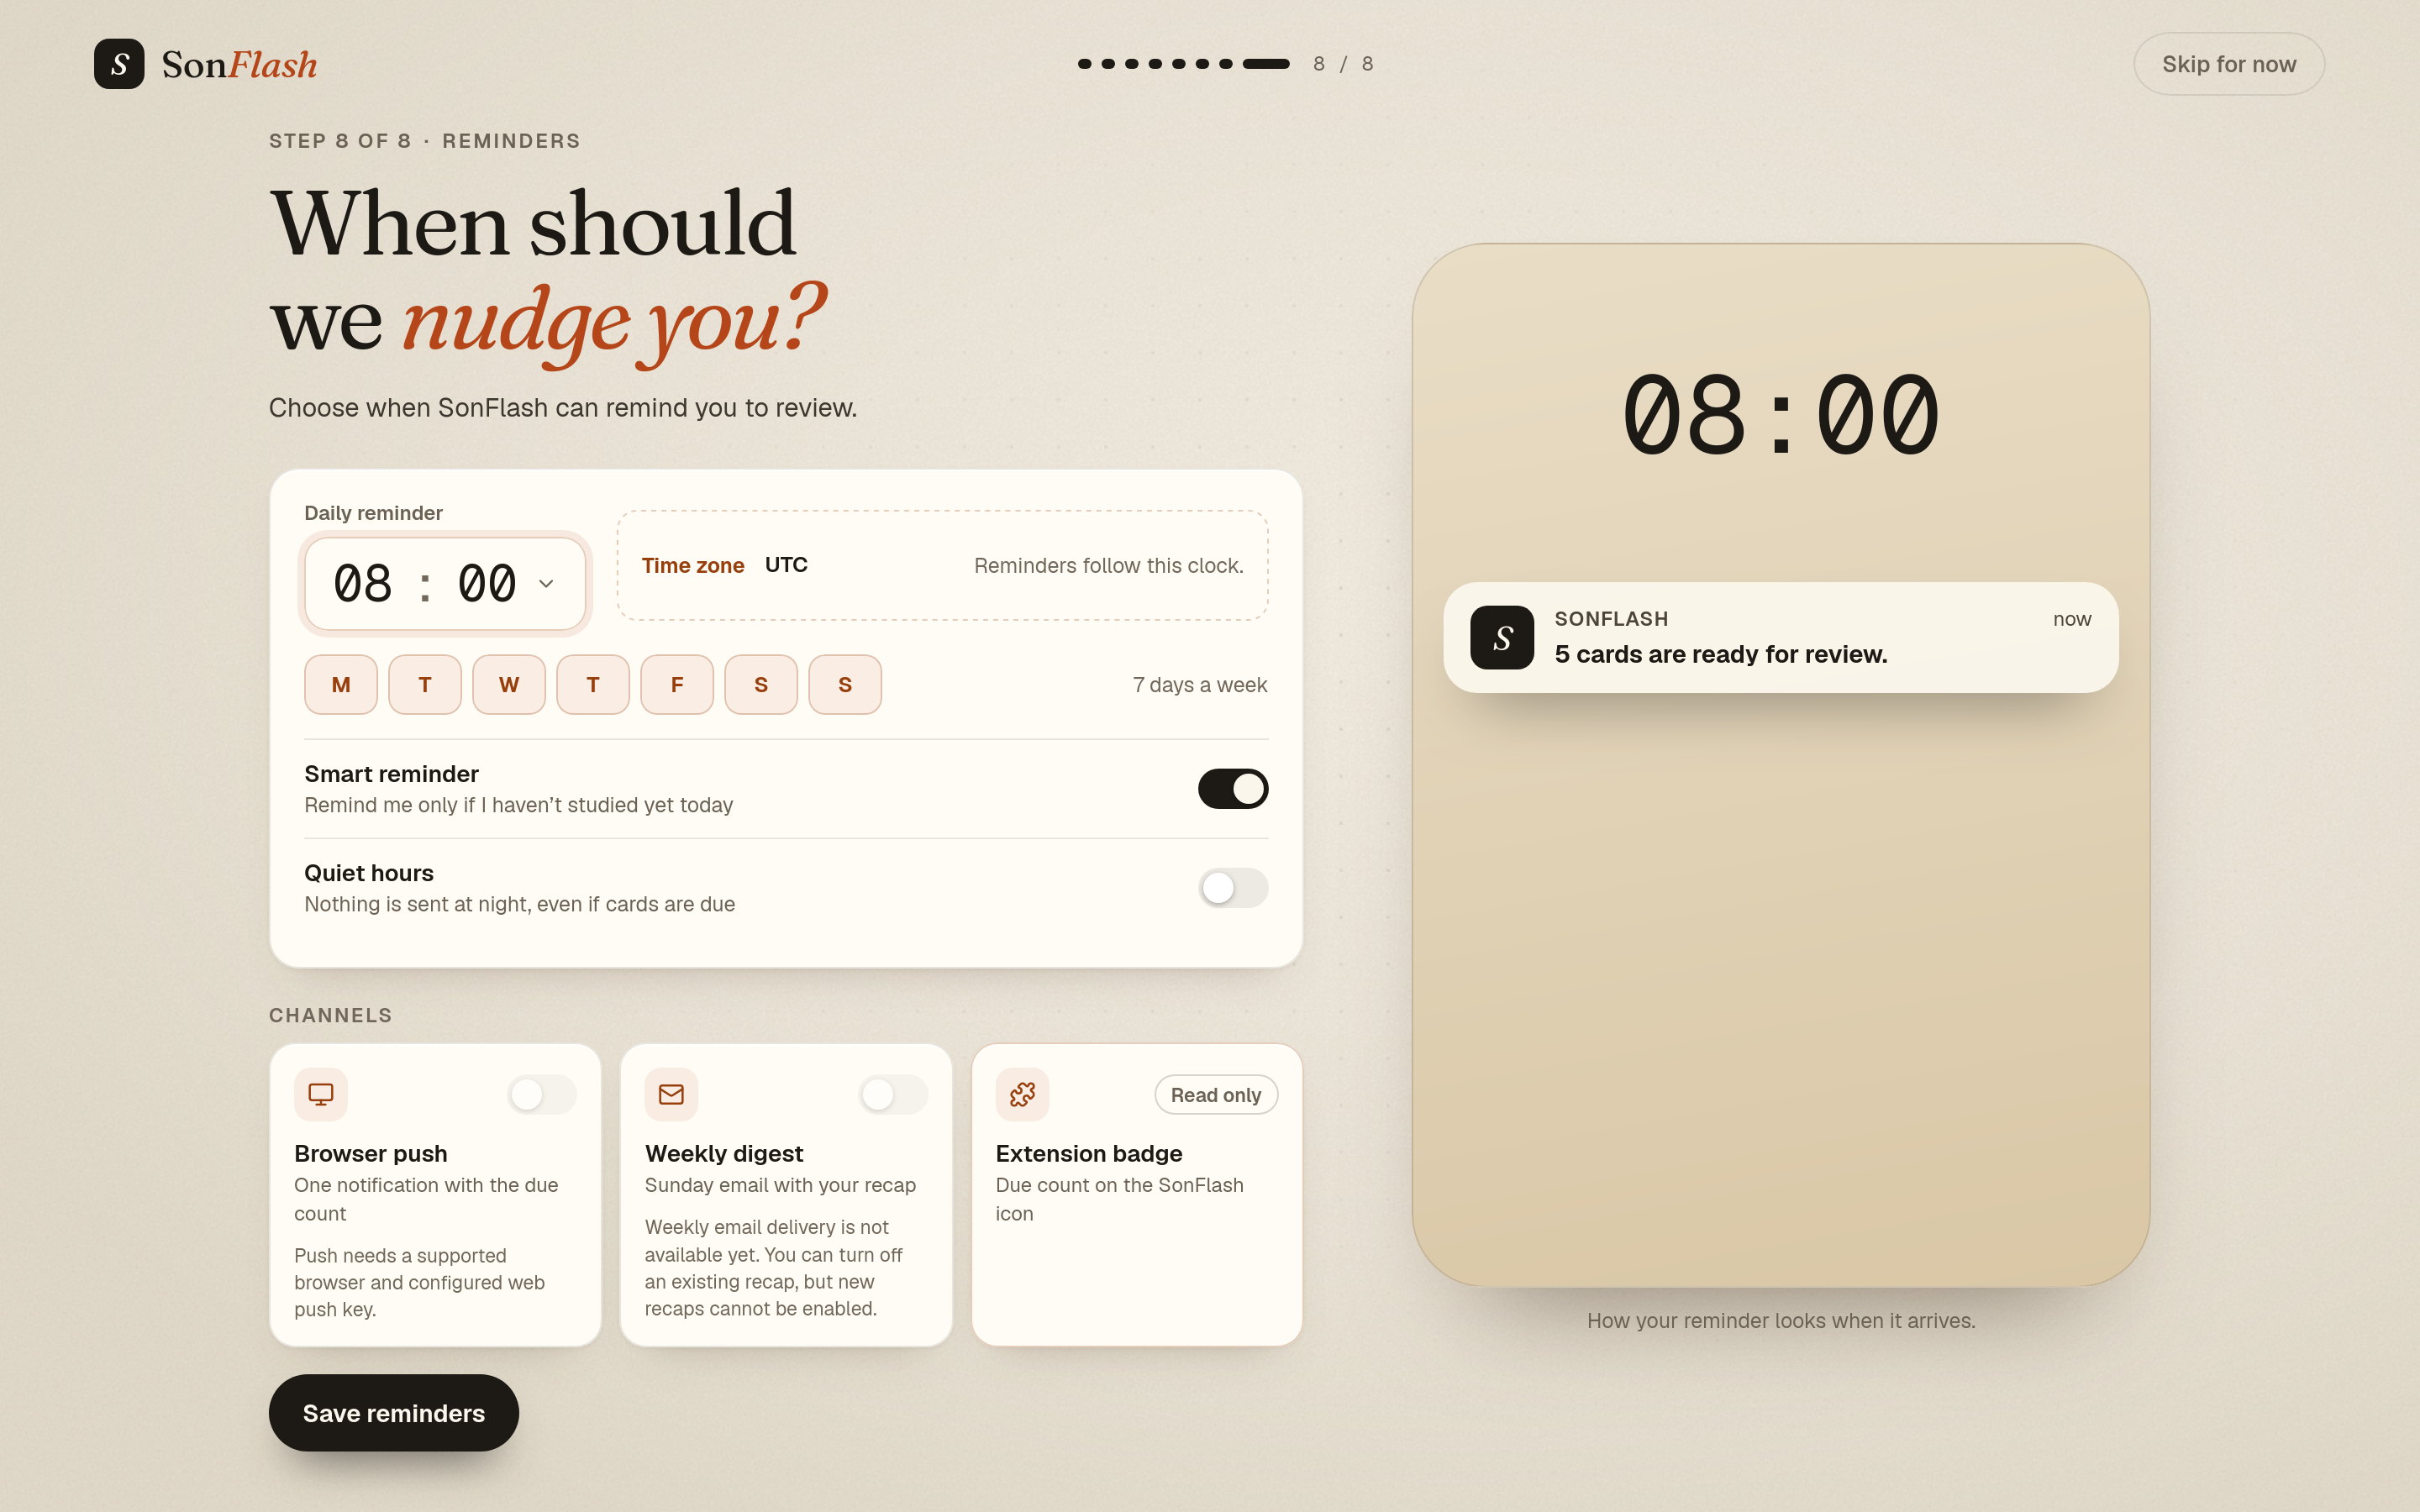 S SonFlash
8 / 8
Skip for now
STEP 8 OF 8 · REMINDERS
When should
we nudge you?
Choose when SonFlash can remind you to review.
Daily reminder
08 : 00
Time zone UTC Reminders follow this clock.
M T W T F S S 7 days a week
Smart reminder
Remind me only if I haven’t studied yet today
Quiet hours
Nothing is sent at night, even if cards are due
CHANNELS
Browser push
One notification with the due
count
Push needs a supported
browser and configured web
push key.
Weekly digest
Sunday email with your recap
Weekly email delivery is not
available yet. You can turn off
an existing recap, but new
recaps cannot be enabled.
Read only
Extension badge
Due count on the SonFlash
icon
Save reminders
08:00
S SONFLASH now
5 cards are ready for review.
How your reminder looks when it arrives.